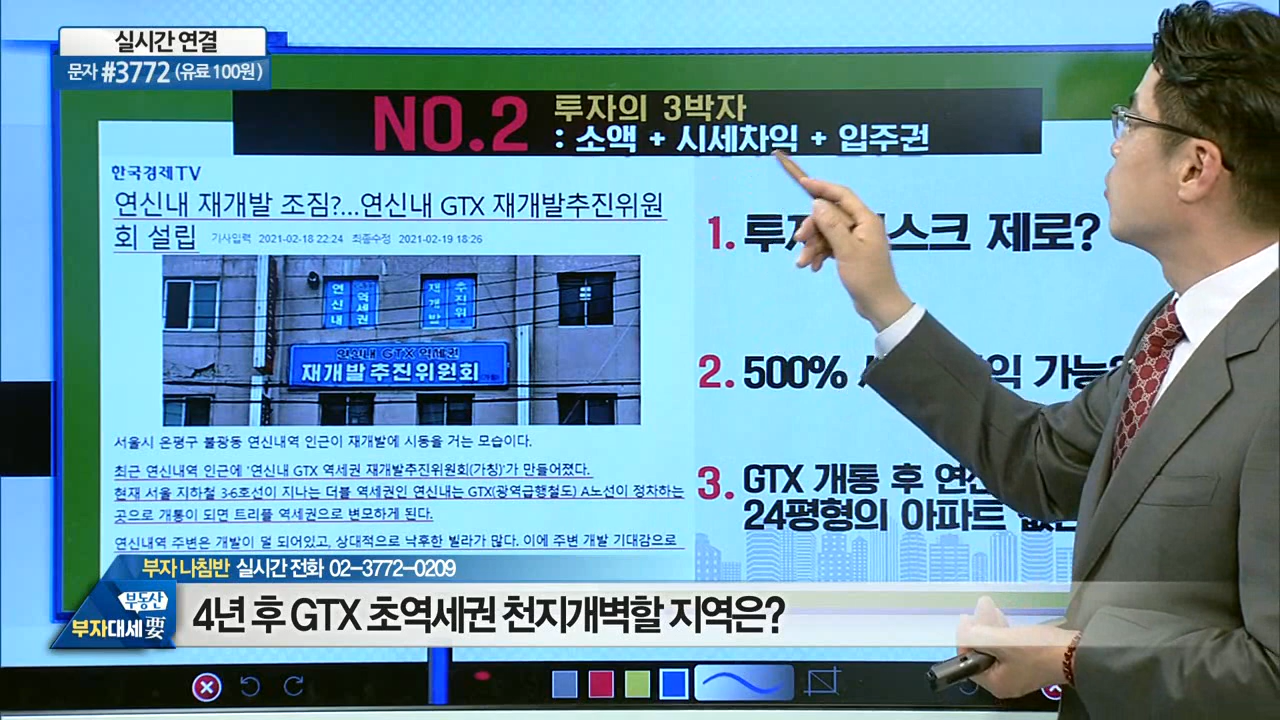 실시간 연결
문자 #3772 (유료 100원)
NO.2 투자의 3박자
: 소액 + 시세차익 + 입주권
한국경제TV
연신내 재개발 조짐?...연신내 GTX 재개발추진위원
회 설립 기사입력 2021-02-18 22:24 최종수정 2021-02-19 18:26
연신내 역세권 재개발 추진위
연신내 GTX 역세권
재개발추진위원회
서울시 은평구 불광동 연신내역 인근이 재개발에 시동을 거는 모습이다.
최근 연신내역 인근에 '연신내 GTX 역세권 재개발추진위원회(가칭)'가 만들어졌다.
현재 서울 지하철 3·6호선이 지나는 더블 역세권인 연신내는 GTX(광역급행철도) A노선이 정차하는
곳으로 개통이 되면 트리플 역세권으로 변모하게 된다.
연신내역 주변은 개발이 덜 되어있고, 상대적으로 낙후한 빌라가 많다. 이에 주변 개발 기대감으로
1. 투자 스크 제로?
2. 500% 익 가능?
3. GTX 개통 후 연신
24평형의 아파트
부자 나침반 실시간 전화 02-3772-0209
부동산
부자대세 要
4년 후 GTX 초역세권 천지개벽할 지역은?